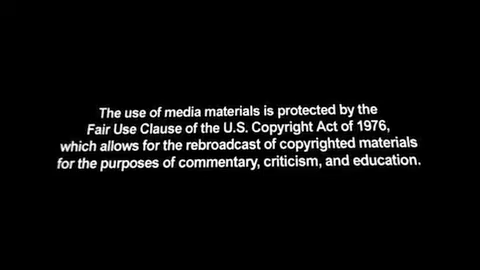 The use of media materials is protected by the
Fair Use Clause of the U.S. Copyright Act of 1976,
which allows for the rebroadcast of copyrighted materials
for the purposes of commentary, criticism, and education.